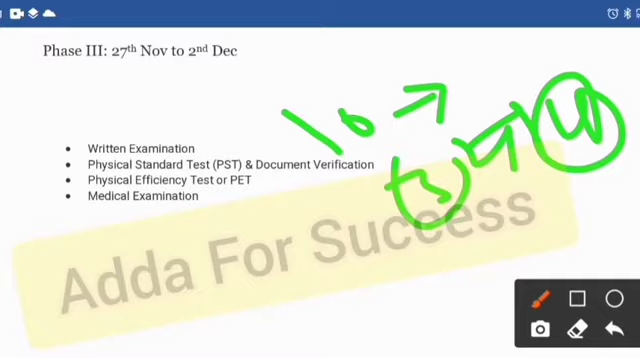 Phase III: 27th Nov to 2nd Dec
10
Written Examination
Physical Standard Test (PST) & Document Verification
Physical Efficiency Test or PET
Medical Examination
Adda For Success